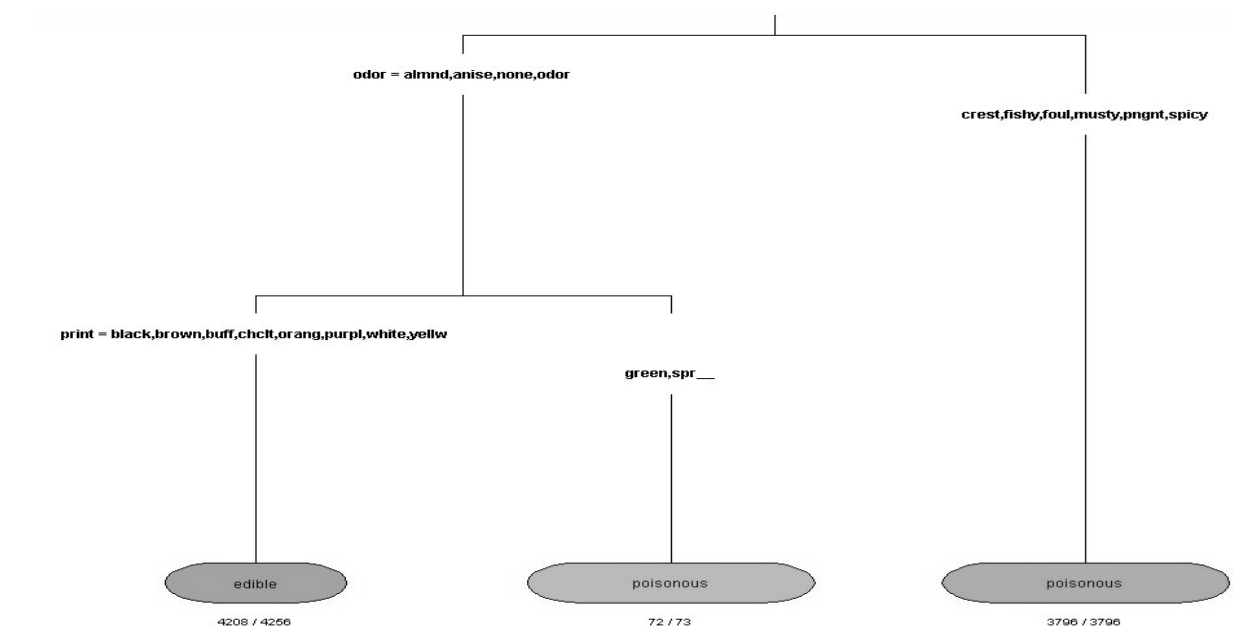 odor = almnd,anise,none,odor
crest,fishy,foul,musty,pngnt,spicy
print = black,brown,buff,chclt,orang,purpl,white,yellw
green,spr__
edible
poisonous
poisonous
4208 / 4256
72 / 73
3796 / 3796